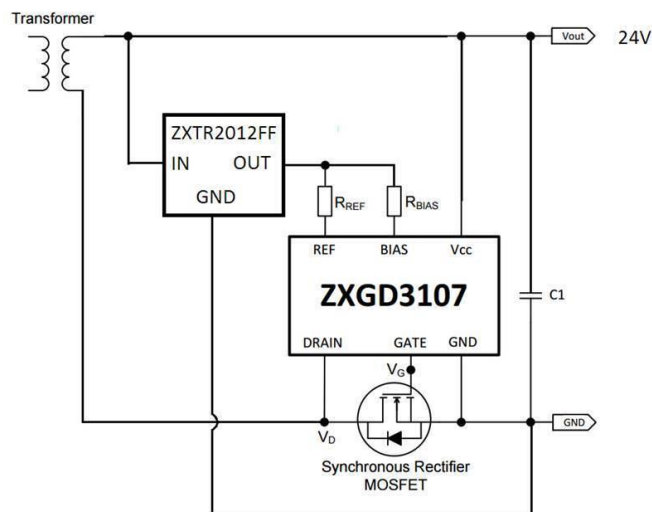 Transformer
Vout
24V
ZXTR2012FF
IN
OUT
GND
RREF
RBIAS
REF
BIAS
Vcc
ZXGD3107
C1
DRAIN
GATE
GND
VG
GND
VD
Synchronous Rectifier
MOSFET